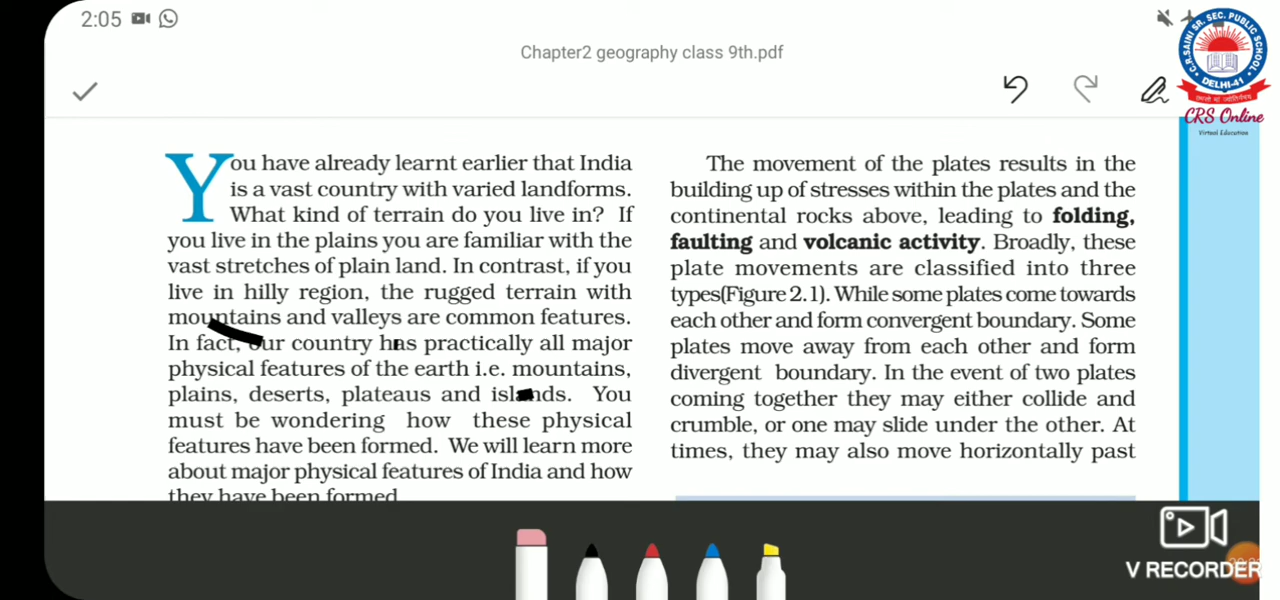 2:05
Chapter2 geography class 9th.pdf
C.R.SAINI SR. SEC. PUBLIC SCHOOL
DELHI-41
CRS Online
Virtual Education
You have already learnt earlier that India
is a vast country with varied landforms.
What kind of terrain do you live in? If
you live in the plains you are familiar with the
vast stretches of plain land. In contrast, if you
live in hilly region, the rugged terrain with
mountains and valleys are common features.
In fact, our country has practically all major
physical features of the earth i.e. mountains,
plains, deserts, plateaus and islands. You
must be wondering how these physical
features have been formed. We will learn more
about major physical features of India and how
they have been formed
The movement of the plates results in the
building up of stresses within the plates and the
continental rocks above, leading to folding,
faulting and volcanic activity. Broadly, these
plate movements are classified into three
types(Figure 2.1). While some plates come towards
each other and form convergent boundary. Some
plates move away from each other and form
divergent boundary. In the event of two plates
coming together they may either collide and
crumble, or one may slide under the other. At
times, they may also move horizontally past
V RECORDER